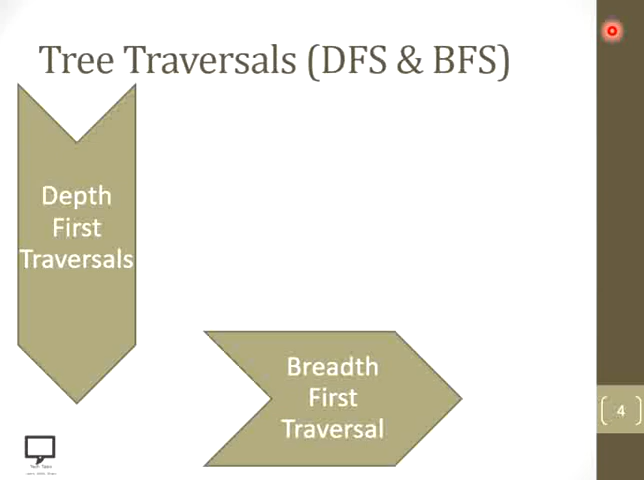 Tree Traversals (DFS & BFS)
Depth
First
Traversals
Breadth
First
Traversal
4